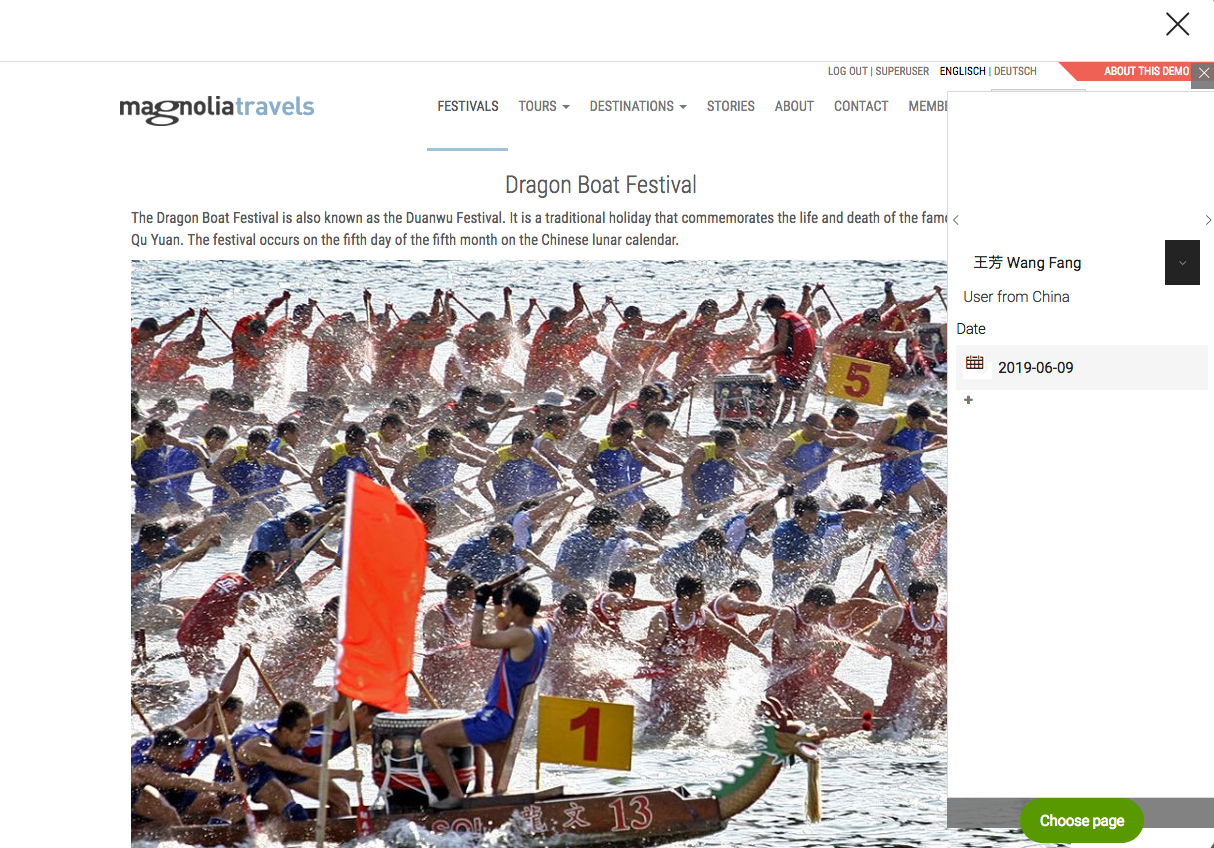 LOG OUT | SUPERUSER ENGLISCH | DEUTSCH ABOUT THIS DEMO
magnoliatravels
FESTIVALS TOURS DESTINATIONS STORIES ABOUT CONTACT MEMBE
Dragon Boat Festival
The Dragon Boat Festival is also known as the Duanwu Festival. It is a traditional holiday that commemorates the life and death of the famo
Qu Yuan. The festival occurs on the fifth day of the fifth month on the Chinese lunar calendar.
王芳 Wang Fang
User from China
Date
2019-06-09
5
1
龍文 13
Choose page